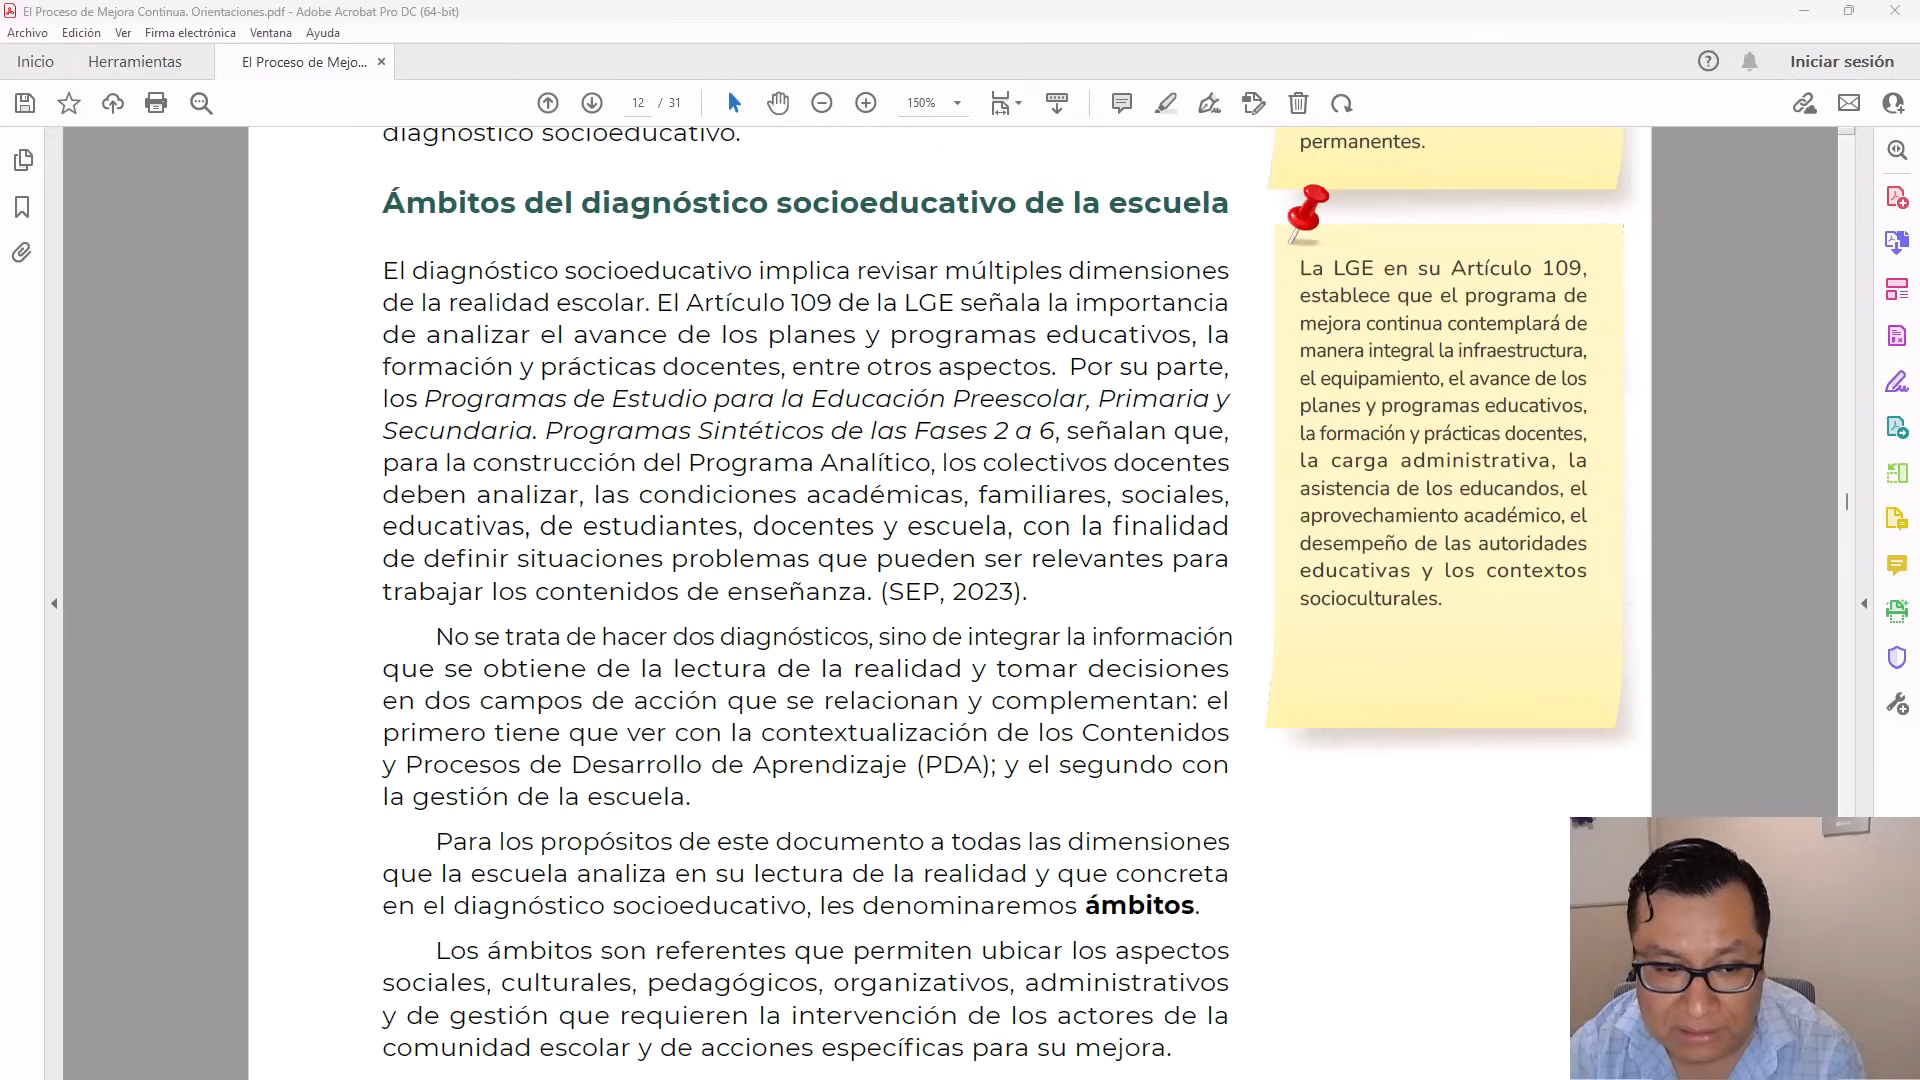 El Proceso de Mejora Continua. Orientaciones.pdf - Adobe Acrobat Pro DC (64-bit)
Archivo Edición Ver Firma electrónica Ventana Ayuda
Inicio Herramientas El Proceso de Mejo... Iniciar sesión
12 / 31 150%
diagnóstico socioeducativo.
Ámbitos del diagnóstico socioeducativo de la escuela
El diagnóstico socioeducativo implica revisar múltiples dimensiones
de la realidad escolar. El Artículo 109 de la LGE señala la importancia
de analizar el avance de los planes y programas educativos, la
formación y prácticas docentes, entre otros aspectos. Por su parte,
los Programas de Estudio para la Educación Preescolar, Primaria y
Secundaria. Programas Sintéticos de las Fases 2 a 6, señalan que,
para la construcción del Programa Analítico, los colectivos docentes
deben analizar, las condiciones académicas, familiares, sociales,
educativas, de estudiantes, docentes y escuela, con la finalidad
de definir situaciones problemas que pueden ser relevantes para
trabajar los contenidos de enseñanza. (SEP, 2023).
No se trata de hacer dos diagnósticos, sino de integrar la información
que se obtiene de la lectura de la realidad y tomar decisiones
en dos campos de acción que se relacionan y complementan: el
primero tiene que ver con la contextualización de los Contenidos
y Procesos de Desarrollo de Aprendizaje (PDA); y el segundo con
la gestión de la escuela.
Para los propósitos de este documento a todas las dimensiones
que la escuela analiza en su lectura de la realidad y que concreta
en el diagnóstico socioeducativo, les denominaremos ámbitos.
Los ámbitos son referentes que permiten ubicar los aspectos
sociales, culturales, pedagógicos, organizativos, administrativos
y de gestión que requieren la intervención de los actores de la
comunidad escolar y de acciones específicas para su mejora.
permanentes.
La LGE en su Artículo 109,
establece que el programa de
mejora continua contemplará de
manera integral la infraestructura,
el equipamiento, el avance de los
planes y programas educativos,
la formación y prácticas docentes,
la carga administrativa, la
asistencia de los educandos, el
aprovechamiento académico, el
desempeño de las autoridades
educativas y los contextos
socioculturales.